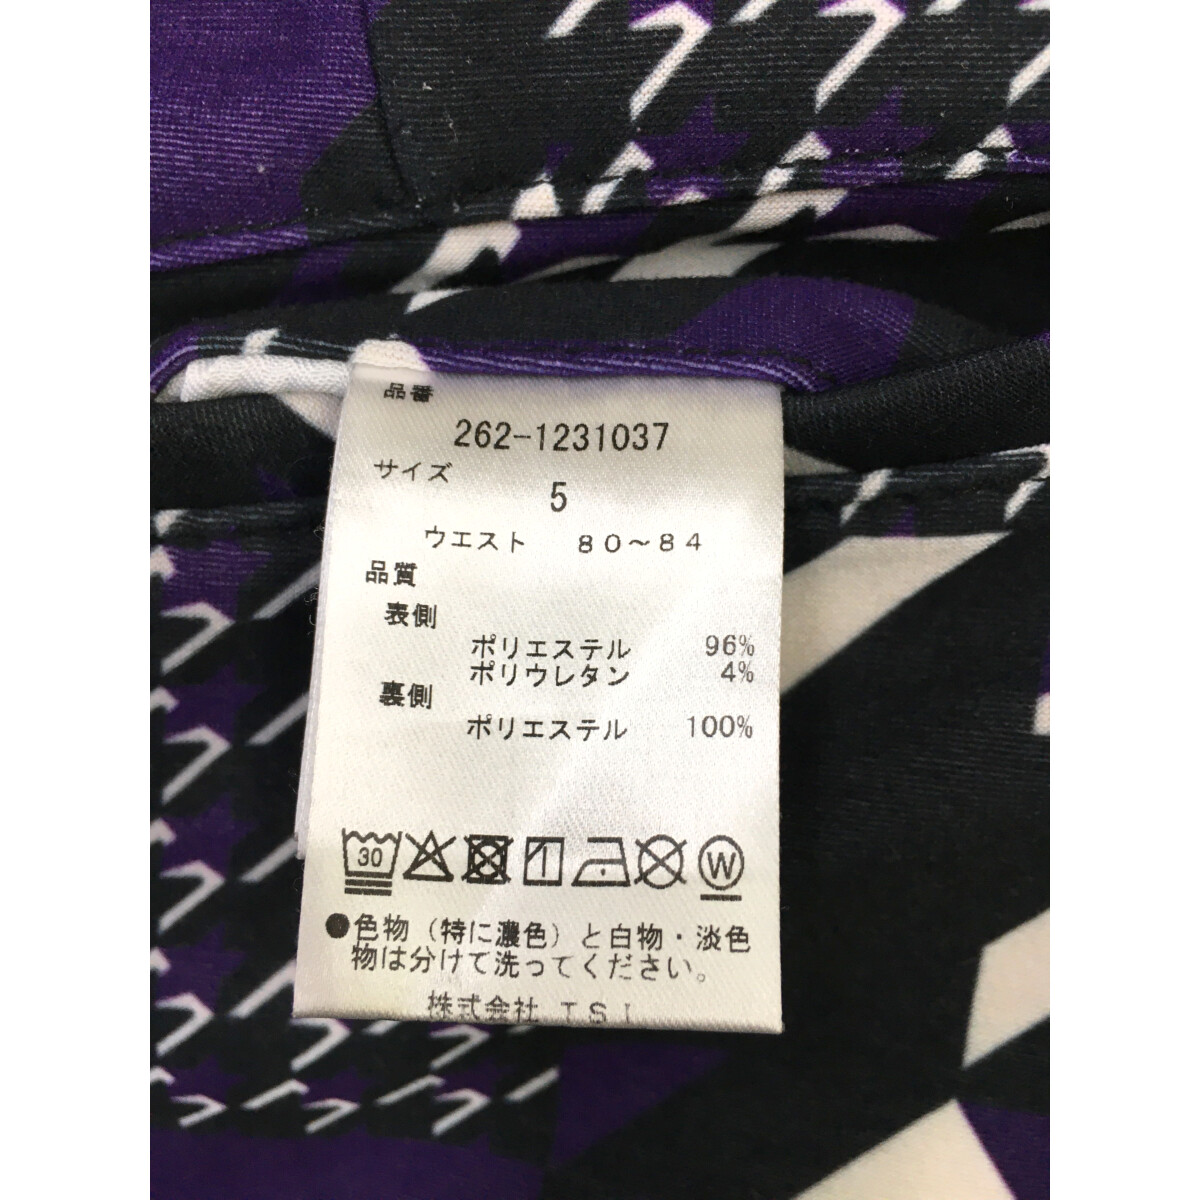 品番
262-1231037
サイズ
5
ウエスト 80~84
品質
表側
ポリエステル 96%
ポリウレタン 4%
裏側
ポリエステル 100%
30 W
●色物(特に濃色)と白物・淡色
物は分けて洗ってください。
株式会社 TSI